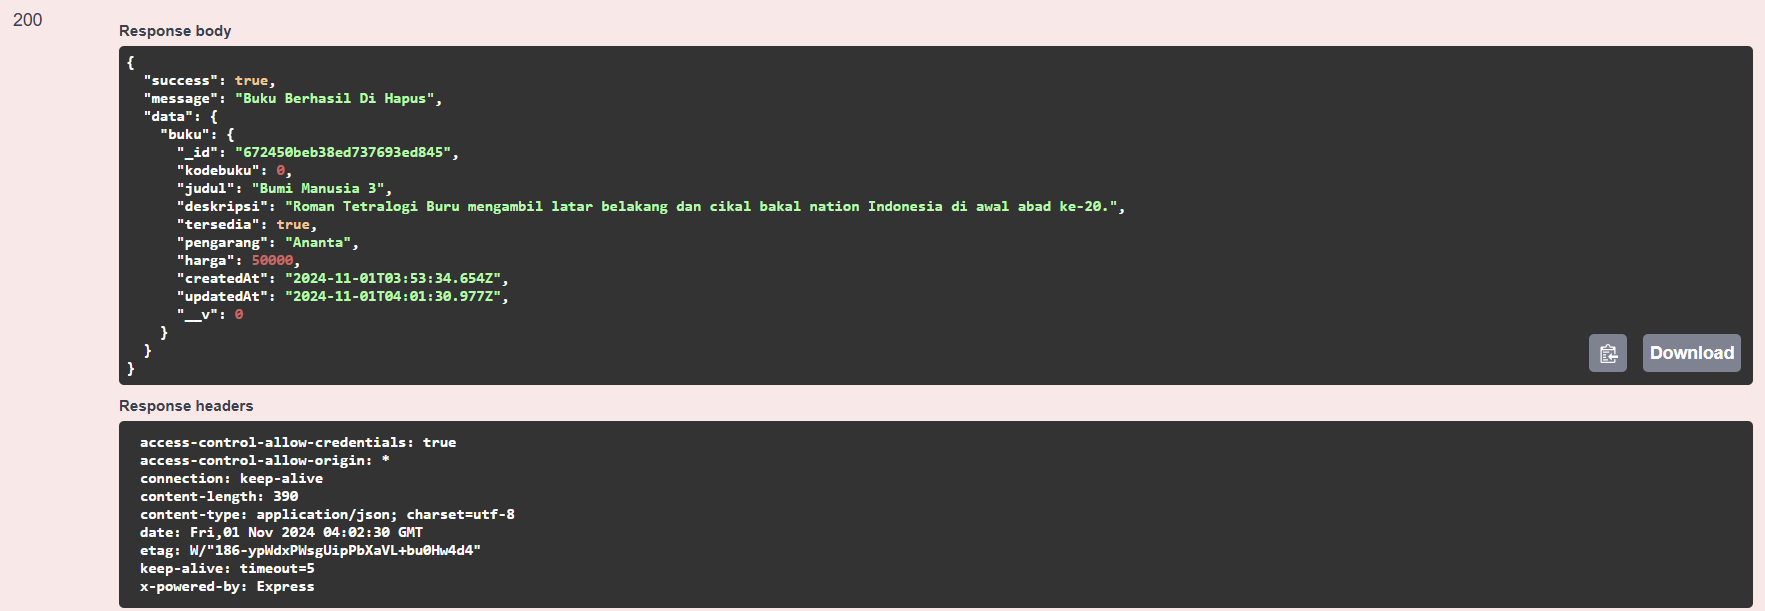 200
Response body
{
  "success": true,
  "message": "Buku Berhasil Di Hapus",
  "data": {
    "buku": {
      "_id": "672450beb38ed737693ed845",
      "kodebuku": 0,
      "judul": "Bumi Manusia 3",
      "deskripsi": "Roman Tetralogi Buru mengambil latar belakang dan cikal bakal nation Indonesia di awal abad ke-20.",
      "tersedia": true,
      "pengarang": "Ananta",
      "harga": 50000,
      "createdAt": "2024-11-01T03:53:34.654Z",
      "updatedAt": "2024-11-01T04:01:30.977Z",
      "__v": 0
    }
  }
}
Download
Response headers
access-control-allow-credentials: true
access-control-allow-origin: *
connection: keep-alive
content-length: 390
content-type: application/json; charset=utf-8
date: Fri,01 Nov 2024 04:02:30 GMT
etag: W/"186-ypWdxPWsgUipPbXaVL+bu0Hw4d4"
keep-alive: timeout=5
x-powered-by: Express